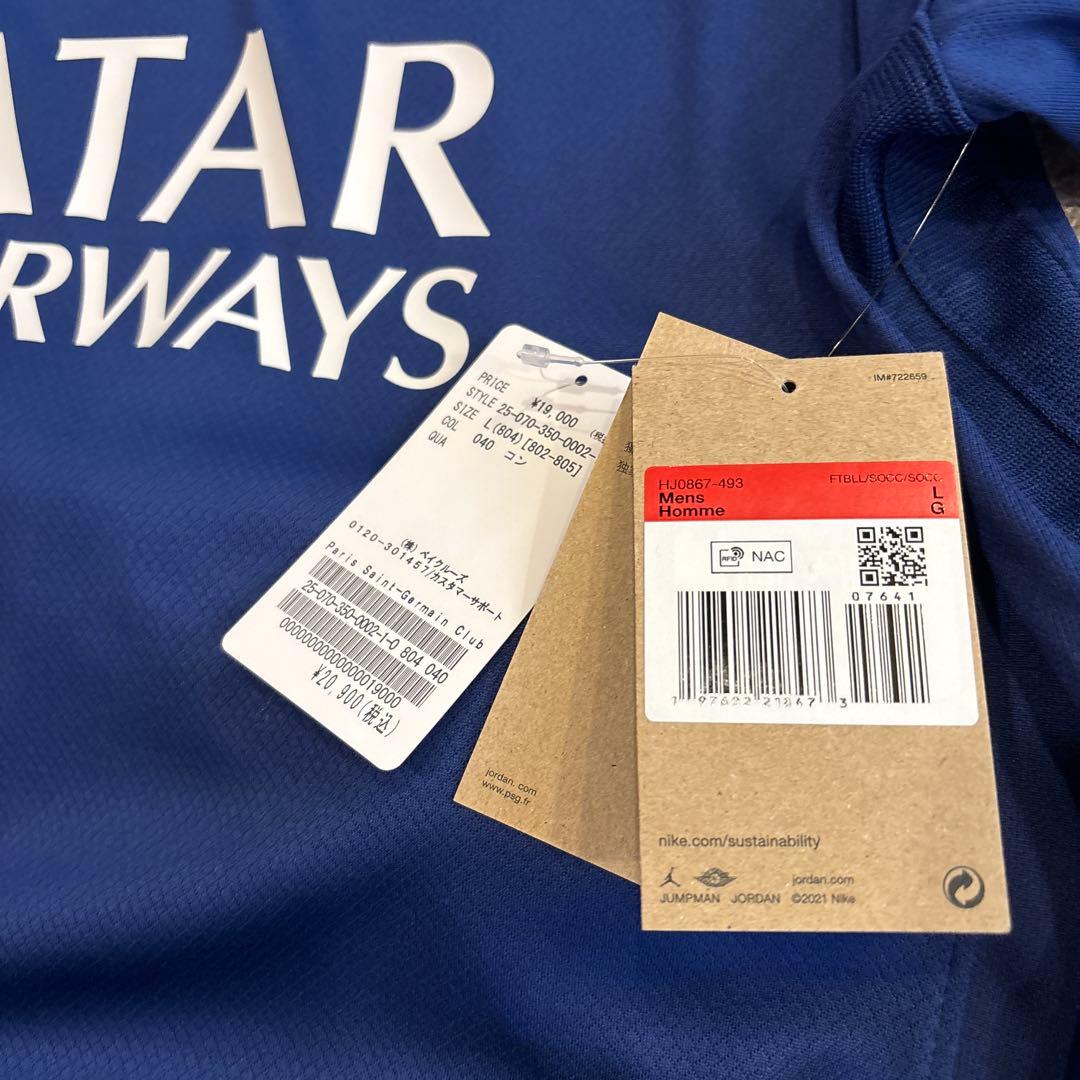 ATAR
RWAYS
PRICE ¥19,000
STYLE 25-070-350-0002-
SIZE L(804)[802-805]
COL 040 コン
QUA
(株) ベイクルーズ
0120-301457/カスタマーサポート
Paris Saint-Germain Club
25-070-350-0002-1-0 804 040
0000000000000019000
¥20,900(税込)
jordan.com
www.psg.fr
IM#722659
HJ0867-493 FTBLL/SOCC/SOCC
Mens L
Homme G
RFID NAC
07641
nike.com/sustainability
jordan.com
JUMPMAN JORDAN ©2021 Nike